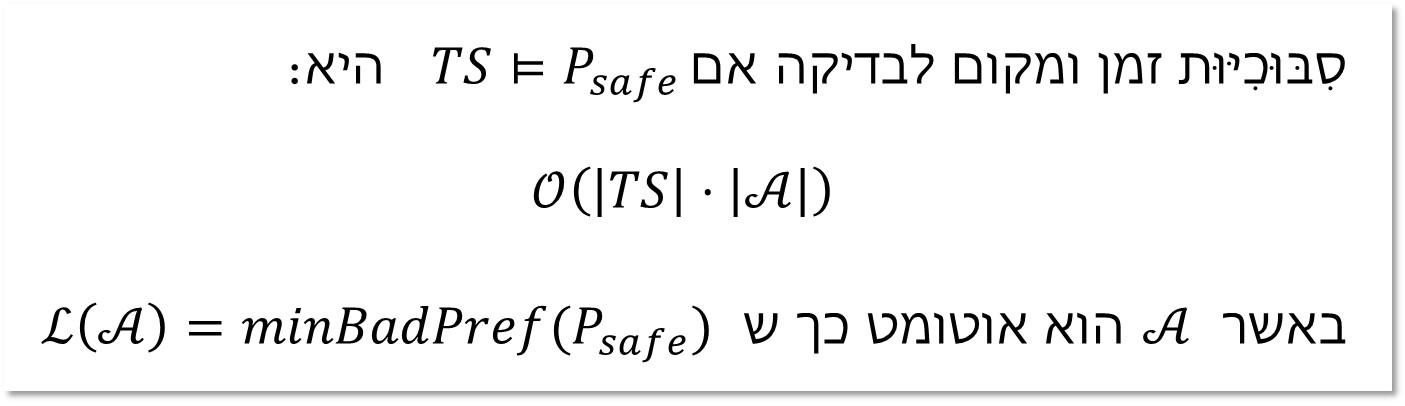 סִבּוּכִיּוּת זמן ומקום לבדיקה אם TS ⊨ P_safe היא:
𝒪(|TS| · |𝒜|)
באשר 𝒜 הוא אוטומט כך ש ℒ(𝒜) = minBadPref(P_safe)